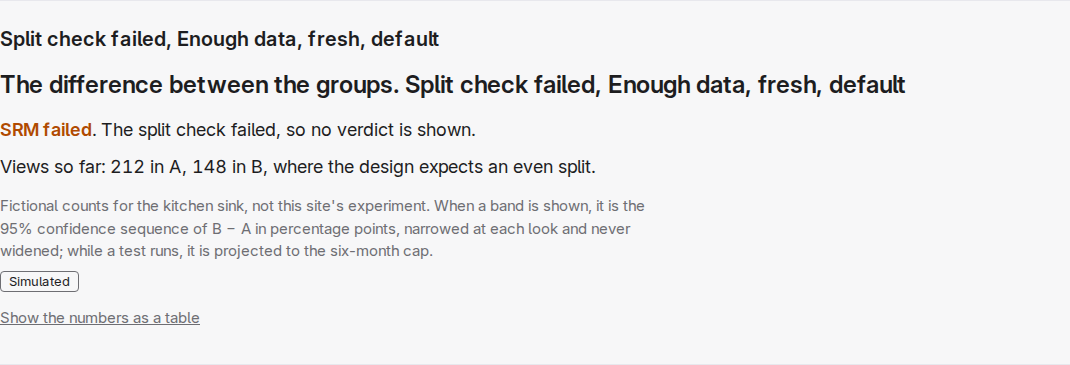 Split check failed, Enough data, fresh, default
The difference between the groups. Split check failed, Enough data, fresh, default
SRM failed. The split check failed, so no verdict is shown.
Views so far: 212 in A, 148 in B, where the design expects an even split.
Fictional counts for the kitchen sink, not this site's experiment. When a band is shown, it is the
95% confidence sequence of B − A in percentage points, narrowed at each look and never
widened; while a test runs, it is projected to the six-month cap.
Simulated
Show the numbers as a table